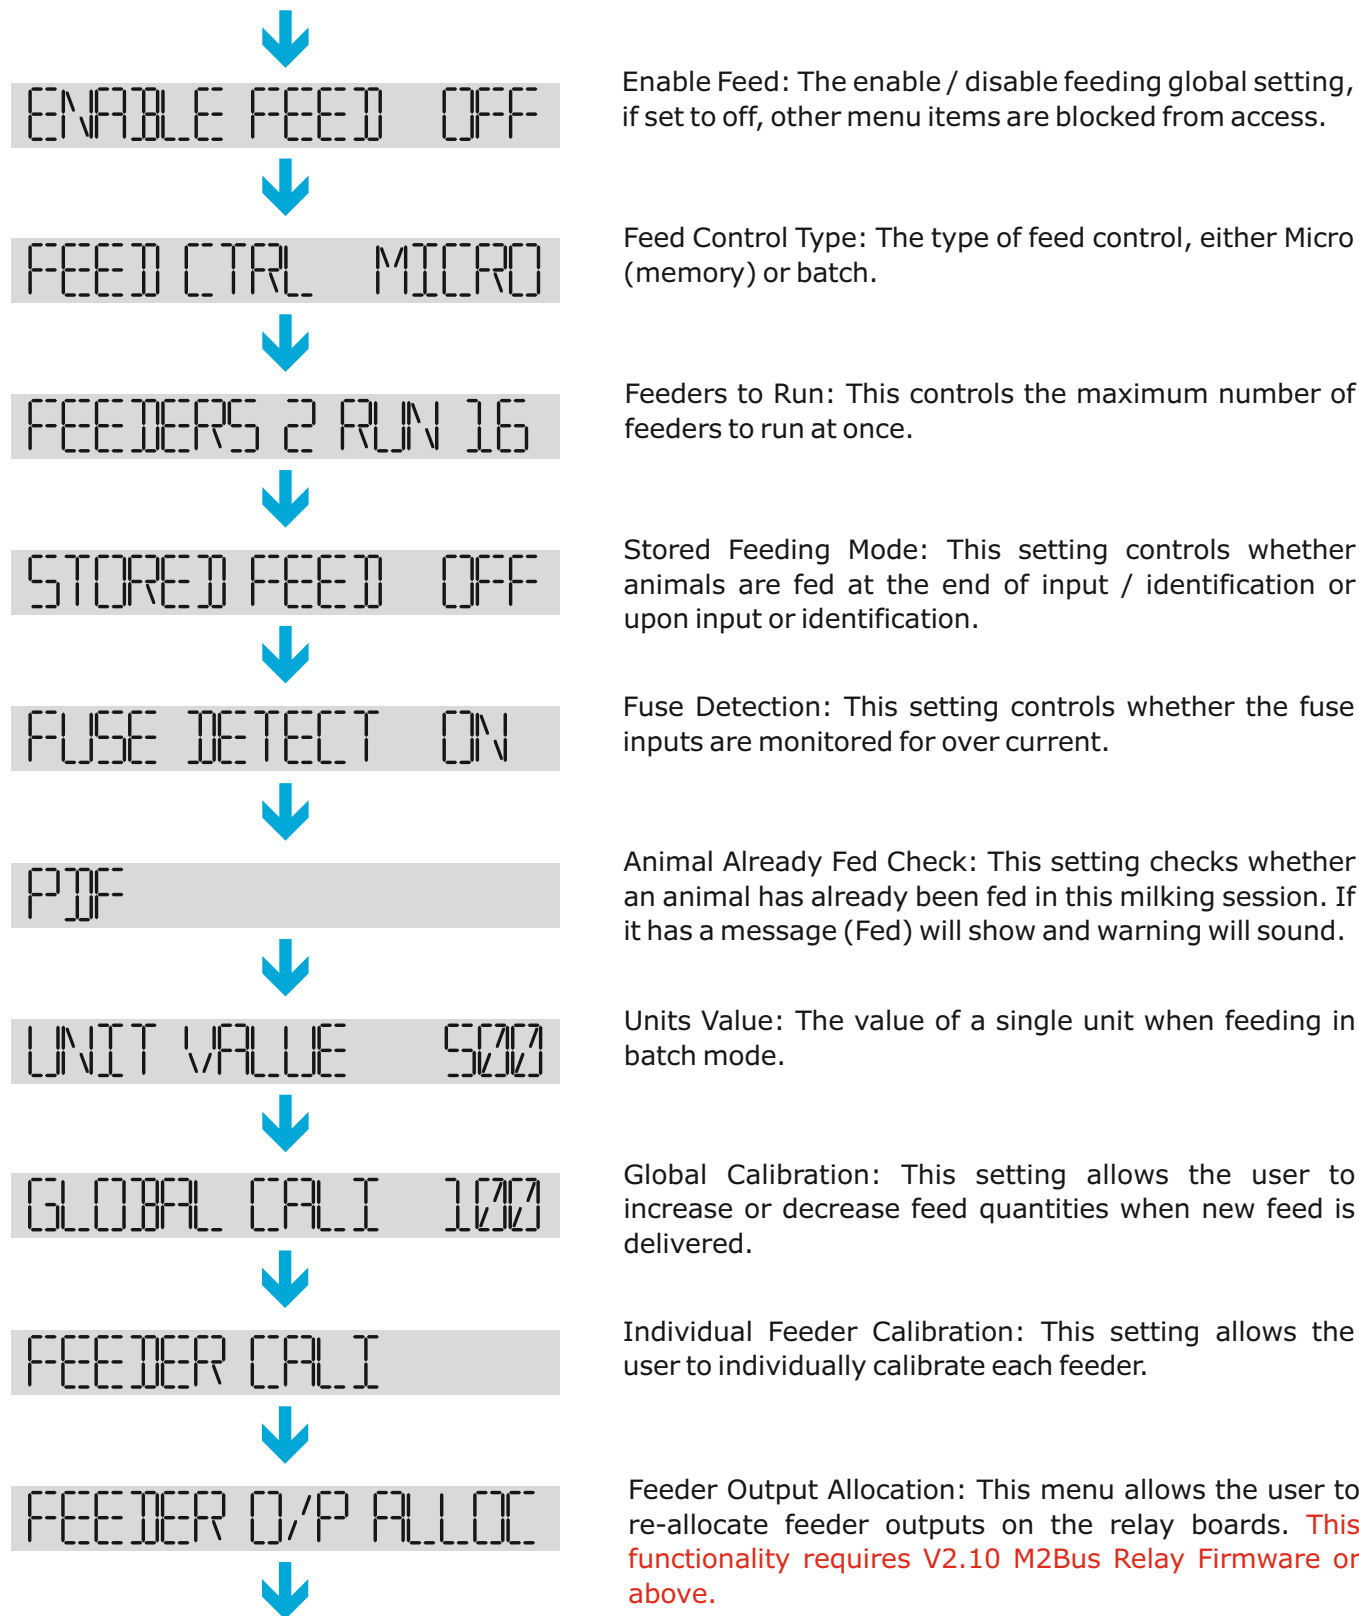 ENABLE FEED OFF
Enable Feed: The enable / disable feeding global setting,
if set to off, other menu items are blocked from access.
FEED CTRL MICRO
Feed Control Type: The type of feed control, either Micro
(memory) or batch.
FEEDERS 2 RUN 16
Feeders to Run: This controls the maximum number of
feeders to run at once.
STORED FEED OFF
Stored Feeding Mode: This setting controls whether
animals are fed at the end of input / identification or
upon input or identification.
FUSE DETECT ON
Fuse Detection: This setting controls whether the fuse
inputs are monitored for over current.
PDF
Animal Already Fed Check: This setting checks whether
an animal has already been fed in this milking session. If
it has a message (Fed) will show and warning will sound.
UNIT VALUE 500
Units Value: The value of a single unit when feeding in
batch mode.
GLOBAL CALI 100
Global Calibration: This setting allows the user to
increase or decrease feed quantities when new feed is
delivered.
FEEDER CALI
Individual Feeder Calibration: This setting allows the
user to individually calibrate each feeder.
FEEDER O/P ALLOC
Feeder Output Allocation: This menu allows the user to
re-allocate feeder outputs on the relay boards. This
functionality requires V2.10 M2Bus Relay Firmware or
above.